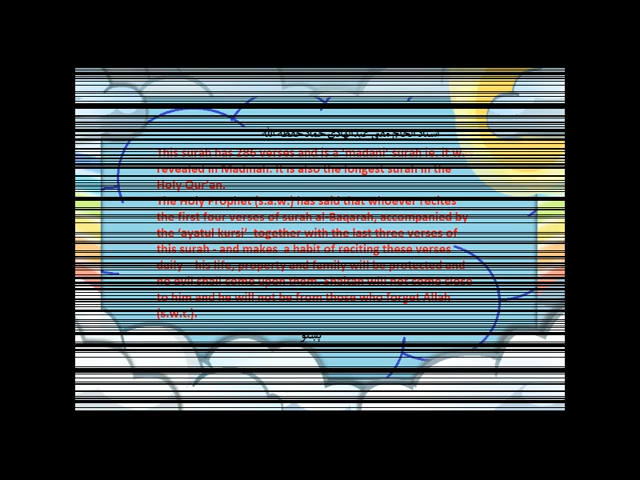 This surah has 286 verses and is a 'madani' surah ie. it w
revealed in Madinah. It is also the longest surah in the
Holy Qur'an.
The Holy Prophet (s.a.w.) has said that whoever recites
the first four verses of surah al-Baqarah, accompanied by
the 'ayatul kursi' together with the last three verses of
this surah - and makes a habit of reciting these verses
daily – his life, property and family will be protected and
no evil shall come upon them. Shaitan will not come close
to him and he will not be from those who forget Allah
(s.w.t.).
پښتو